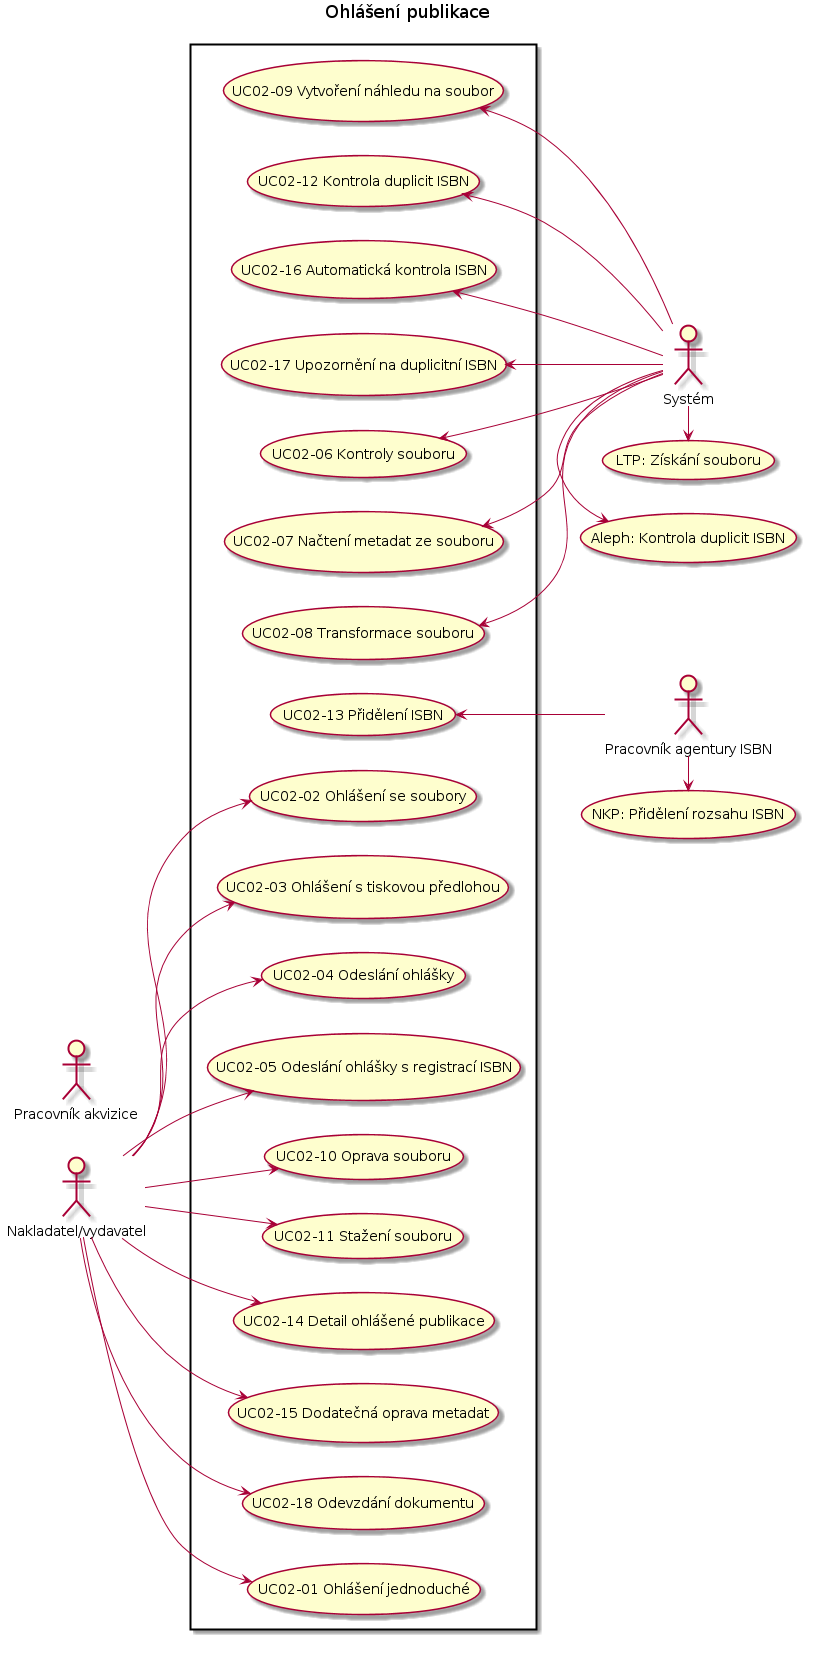 Ohlášení publikace
UC02-09 Vytvoření náhledu na soubor
UC02-12 Kontrola duplicit ISBN
UC02-16 Automatická kontrola ISBN
UC02-17 Upozornění na duplicitní ISBN
Systém
UC02-06 Kontroly souboru
LTP: Získání souboru
UC02-07 Načtení metadat ze souboru
Aleph: Kontrola duplicit ISBN
UC02-08 Transformace souboru
UC02-13 Přidělení ISBN
Pracovník agentury ISBN
UC02-02 Ohlášení se soubory
NKP: Přidělení rozsahu ISBN
UC02-03 Ohlášení s tiskovou předlohou
UC02-04 Odeslání ohlášky
UC02-05 Odeslání ohlášky s registrací ISBN
Pracovník akvizice
UC02-10 Oprava souboru
Nakladatel/vydavatel
UC02-11 Stažení souboru
UC02-14 Detail ohlášené publikace
UC02-15 Dodatečná oprava metadat
UC02-18 Odevzdání dokumentu
UC02-01 Ohlášení jednoduché